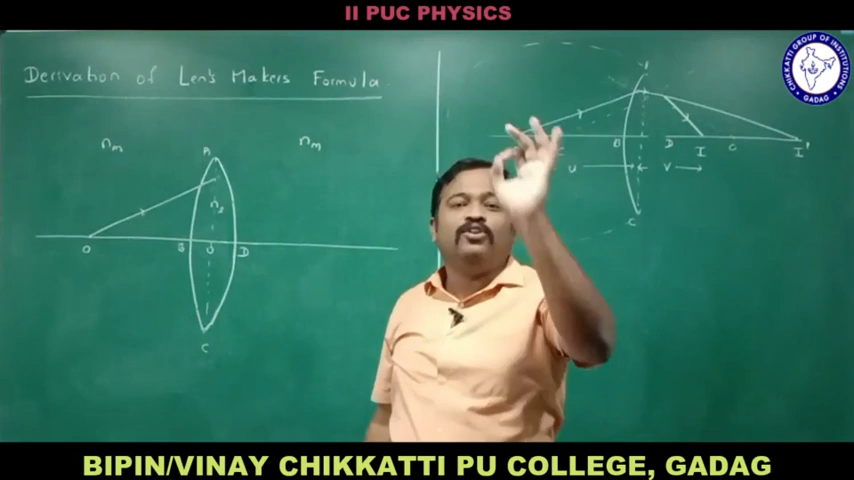 II PUC PHYSICS
Derivation of Len's Makers Formula
CHIKKATTI GROUP OF INSTITUTIONS
GADAG
nm
nm
A
O
B
D
C
B
D
I
C
I'
u
v
C
BIPIN/VINAY CHIKKATTI PU COLLEGE, GADAG